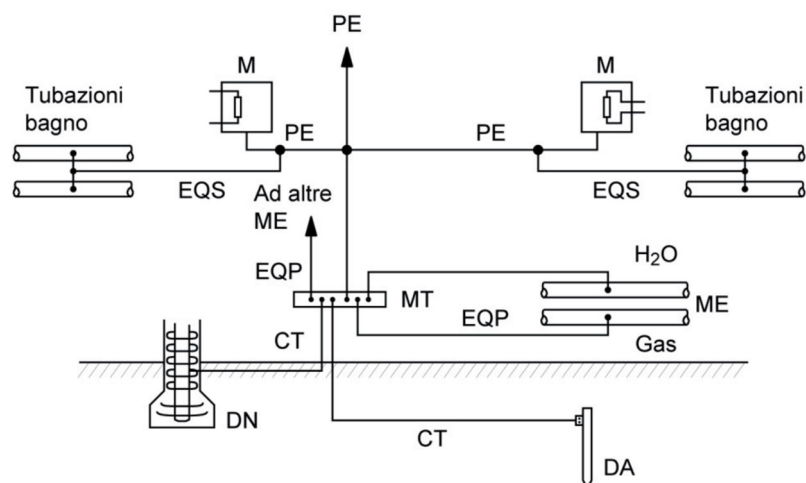 PE
M
M
Tubazioni
bagno
Tubazioni
bagno
PE
PE
EQS
EQS
Ad altre
ME
H₂O
EQP
MT
ME
EQP
CT
Gas
DN
CT
DA